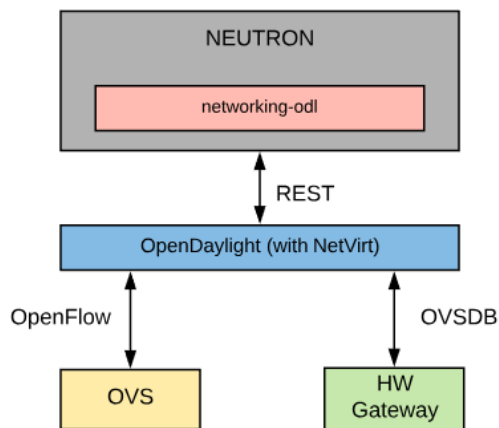 NEUTRON
networking-odl
REST
OpenDaylight (with NetVirt)
OpenFlow
OVSDB
OVS
HW
Gateway